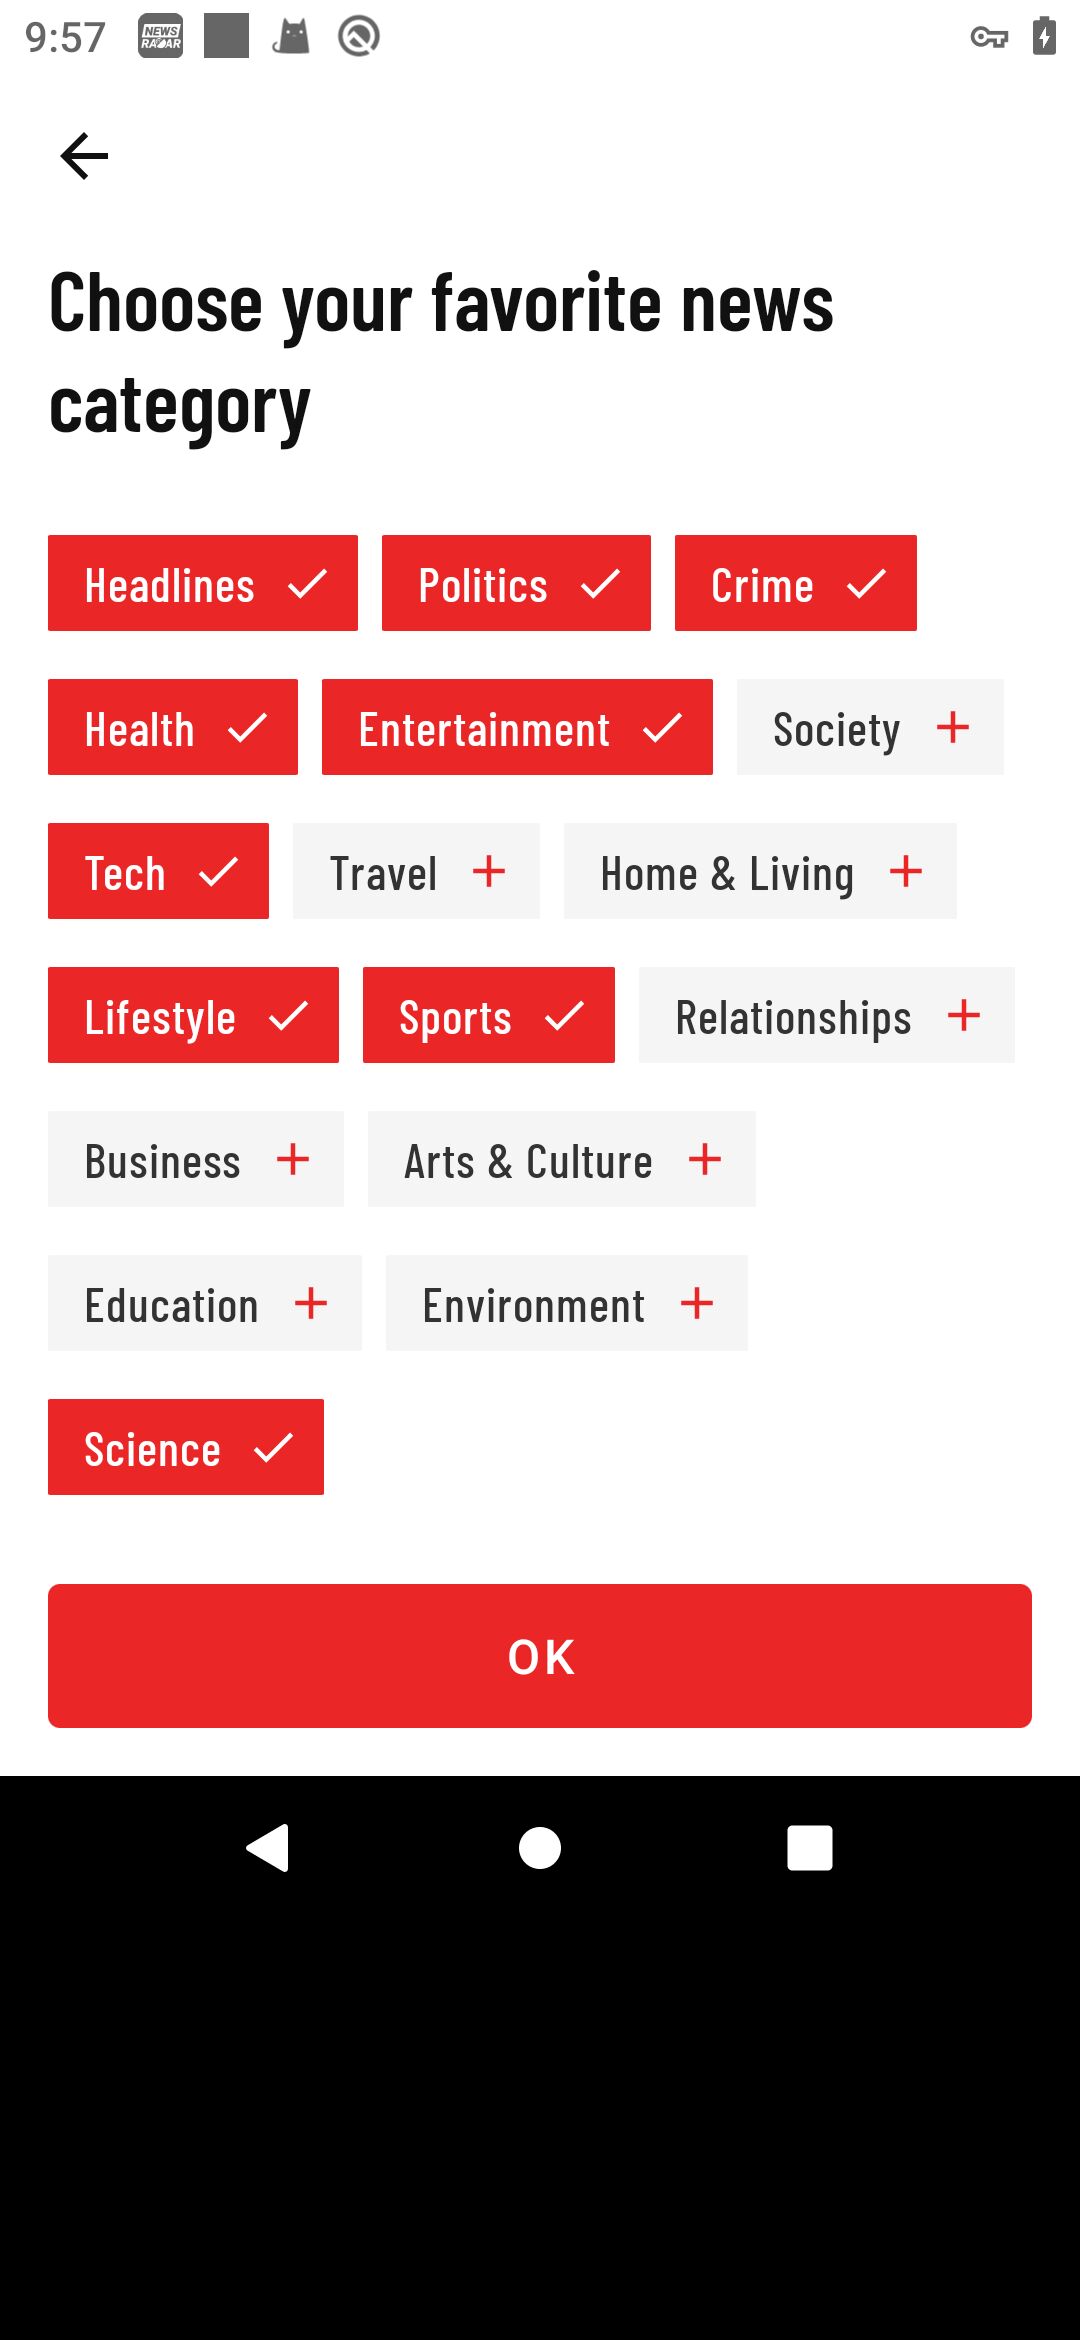 9:57 NEWS RADAR
Choose your favorite news
category
Headlines Politics Crime
Health Entertainment Society
Tech Travel Home & Living
Lifestyle Sports Relationships
Business Arts & Culture
Education Environment
Science
OK